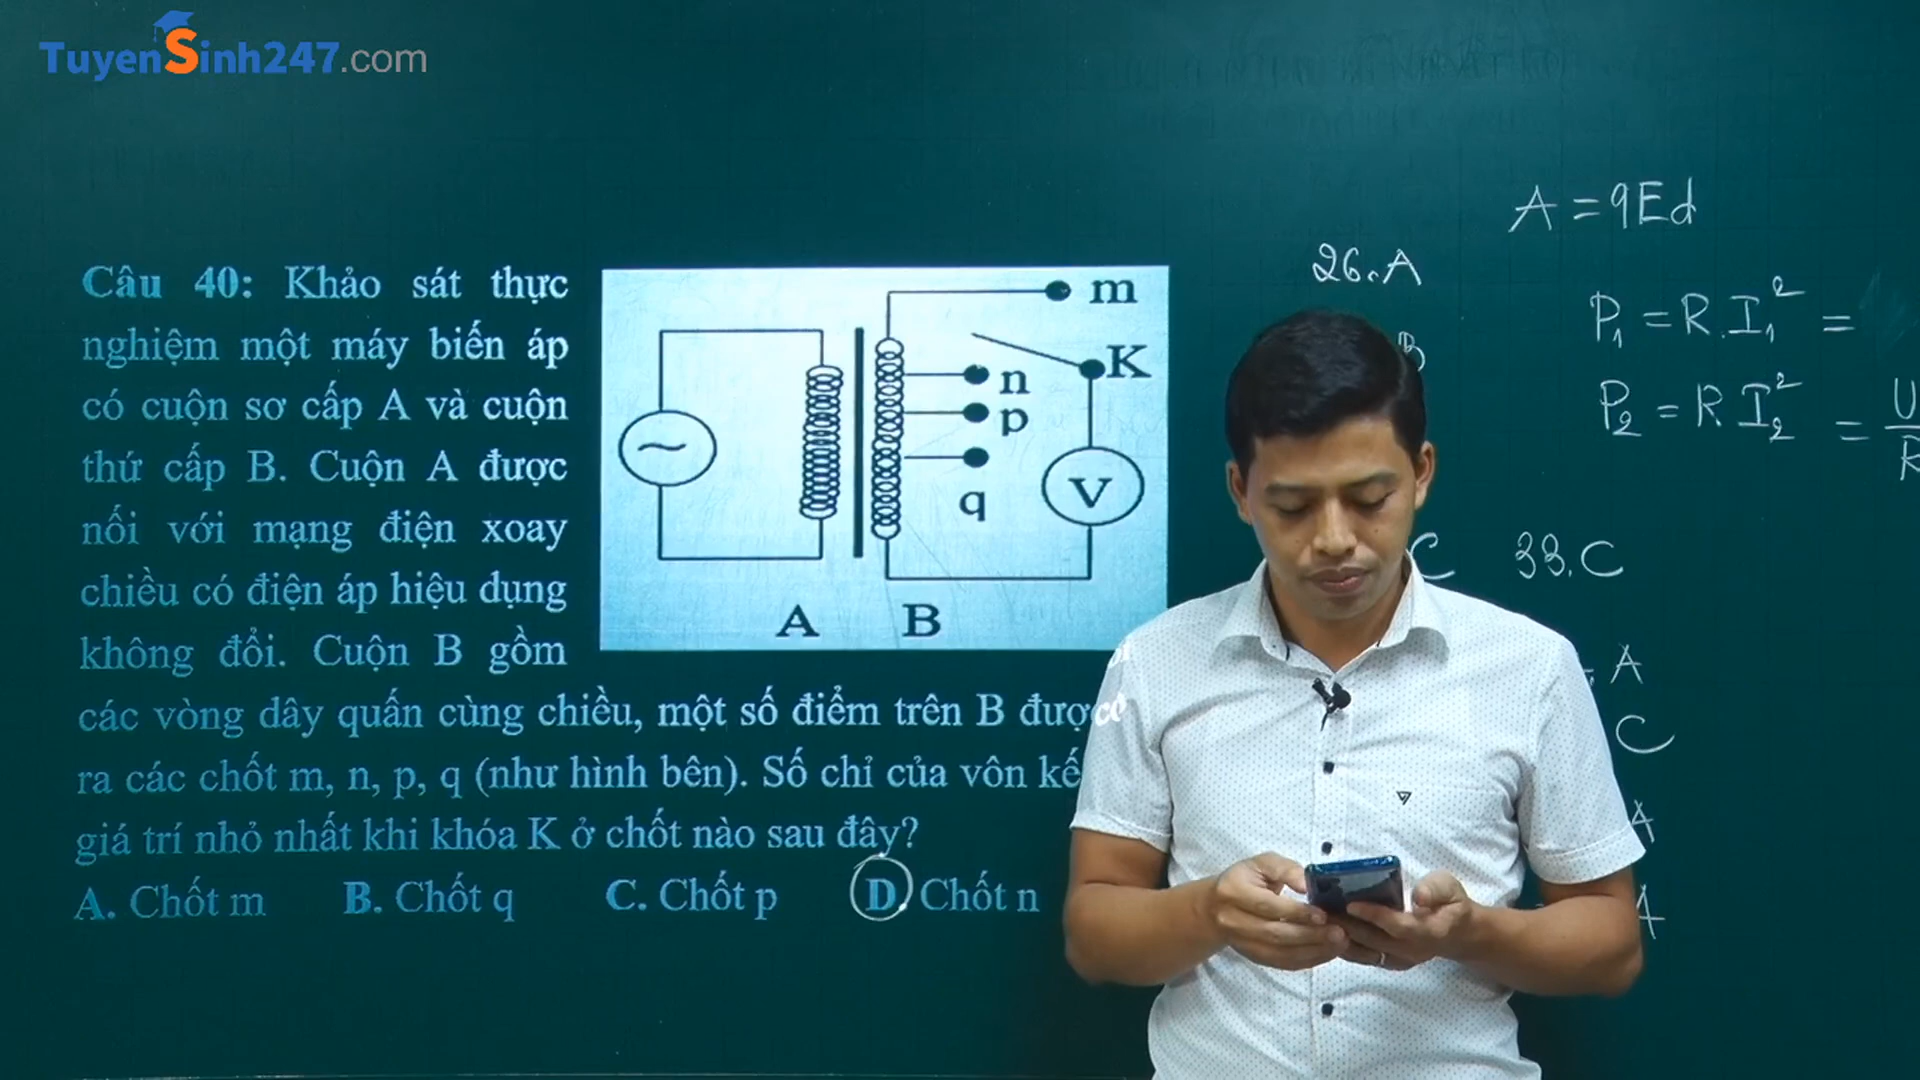 TuyenSinh247.com
Câu 40: Khảo sát thực
nghiệm một máy biến áp
có cuộn sơ cấp A và cuộn
thứ cấp B. Cuộn A được
nối với mạng điện xoay
chiều có điện áp hiệu dụng
không đổi. Cuộn B gồm
các vòng dây quấn cùng chiều, một số điểm trên B được
ra các chốt m, n, p, q (như hình bên). Số chỉ của vôn kế
giá trí nhỏ nhất khi khóa K ở chốt nào sau đây?
A. Chốt m B. Chốt q C. Chốt p D. Chốt n
m
K
n
p
q
V
~
A B
A = qEd
26.A
B
P₁ = R.I₁² =
P₂ = R I₂² = U
R
C 33.C
A
C
A
A